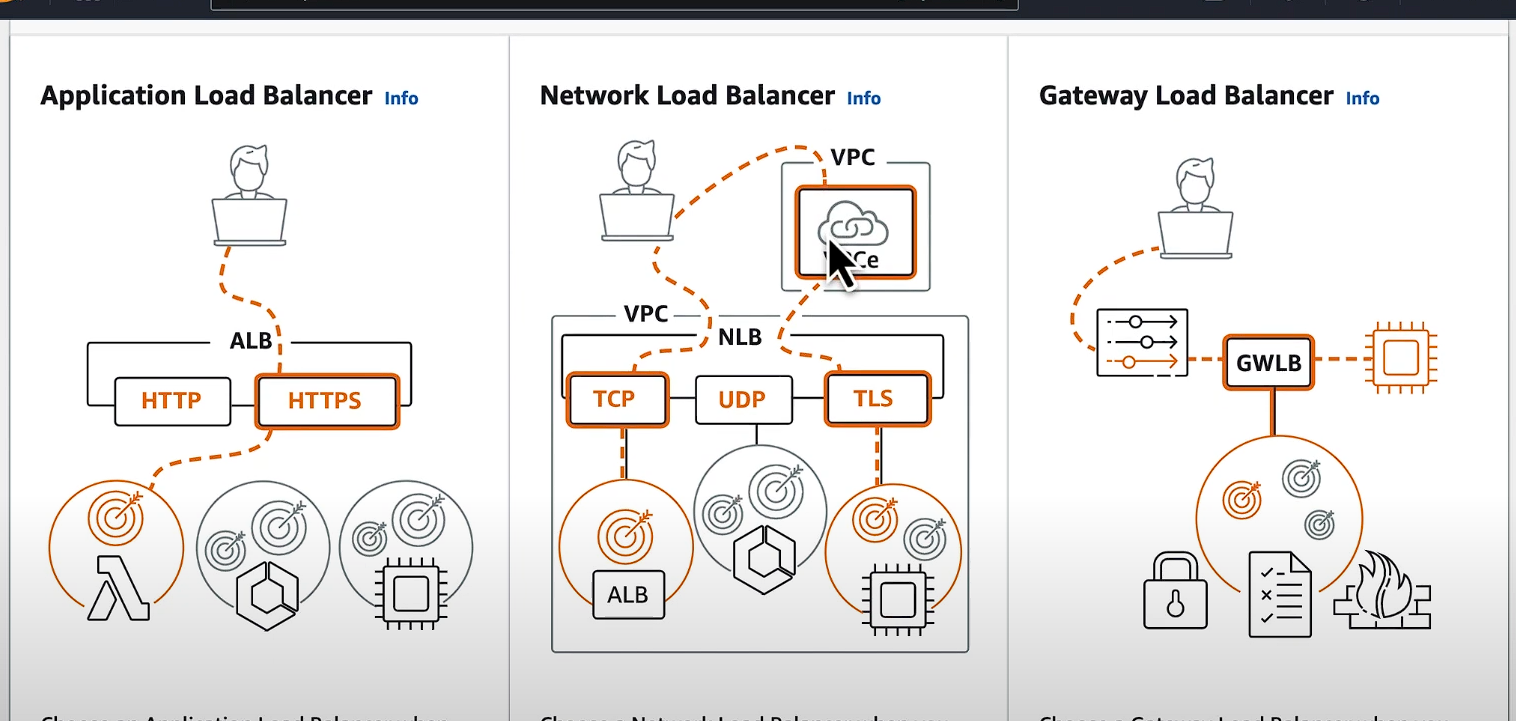 Application Load Balancer Info
ALB
HTTP
HTTPS
Network Load Balancer Info
VPC
VPC
NLB
TCP
UDP
TLS
ALB
Gateway Load Balancer Info
GWLB